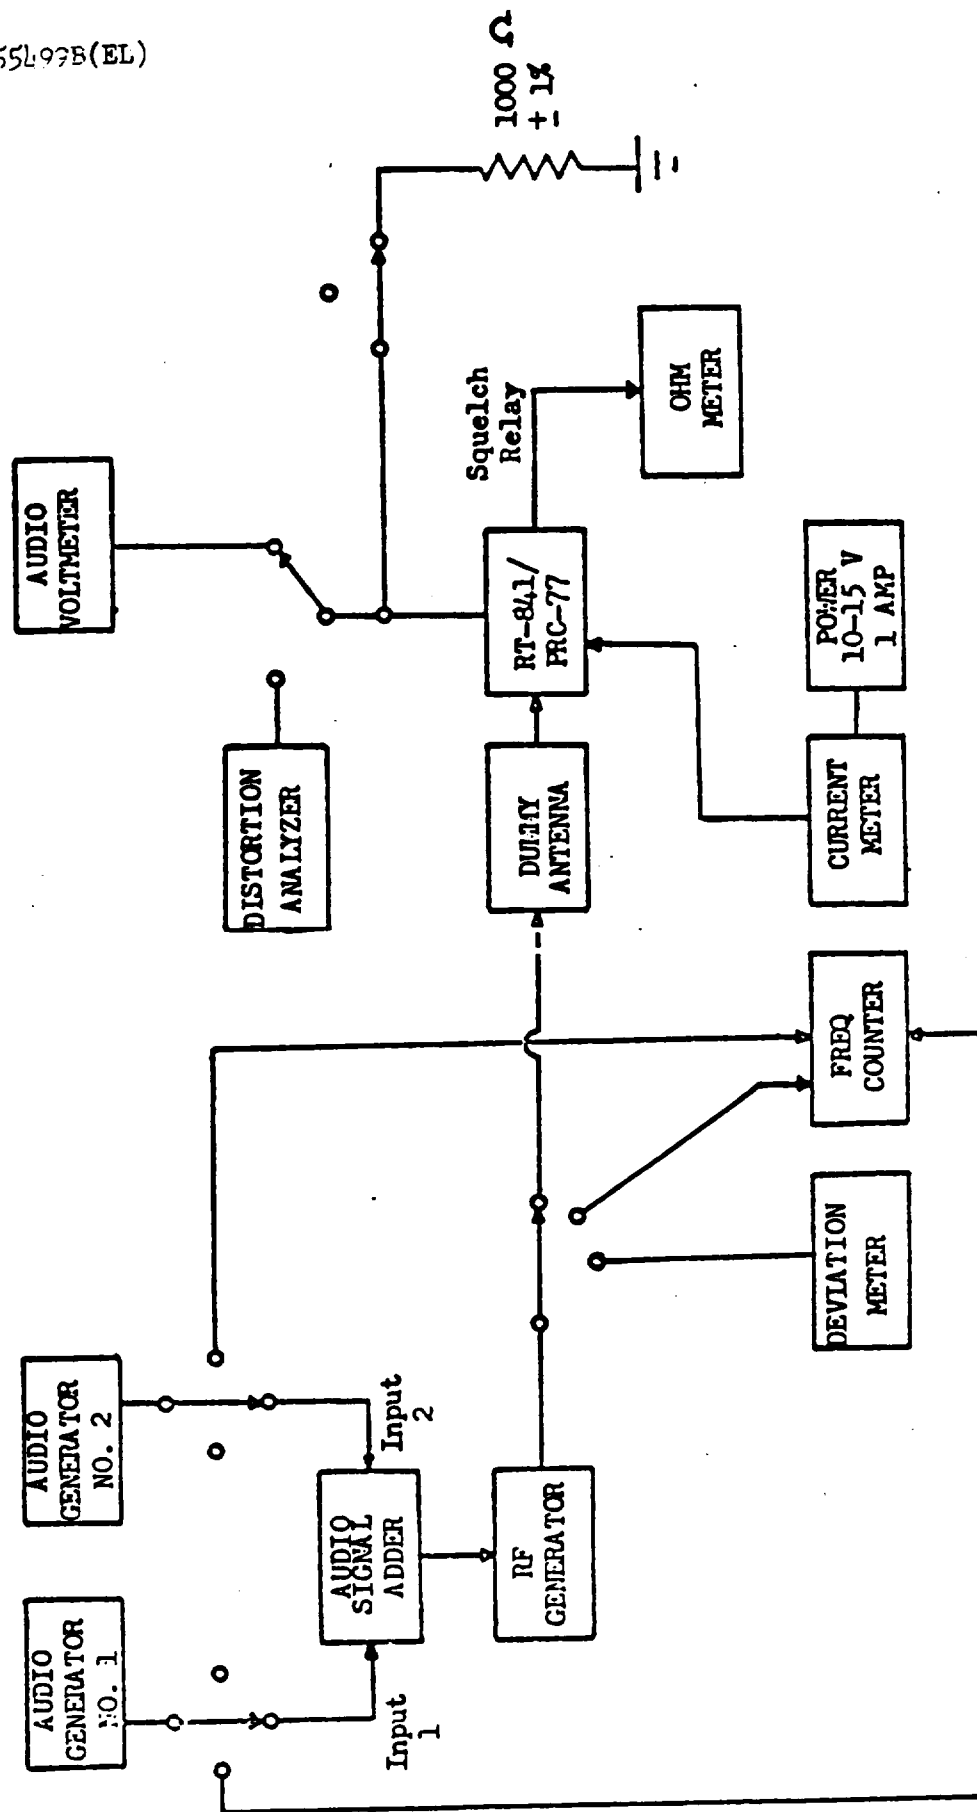 55499B(EL)
AUDIO
GENERATOR
NO. 1
AUDIO
GENERATOR
NO. 2
Input
1
AUDIO
SIGNAL
ADDER
Input
2
RF
GENERATOR
DEVIATION
METER
FREQ
COUNTER
DISTORTION
ANALYZER
AUDIO
VOLTMETER
DUMMY
ANTENNA
RT-841/
PRC-77
Squelch
Relay
OHM
METER
CURRENT
METER
POWER
10-15 V
1 AMP
1000 Ω
± 1%